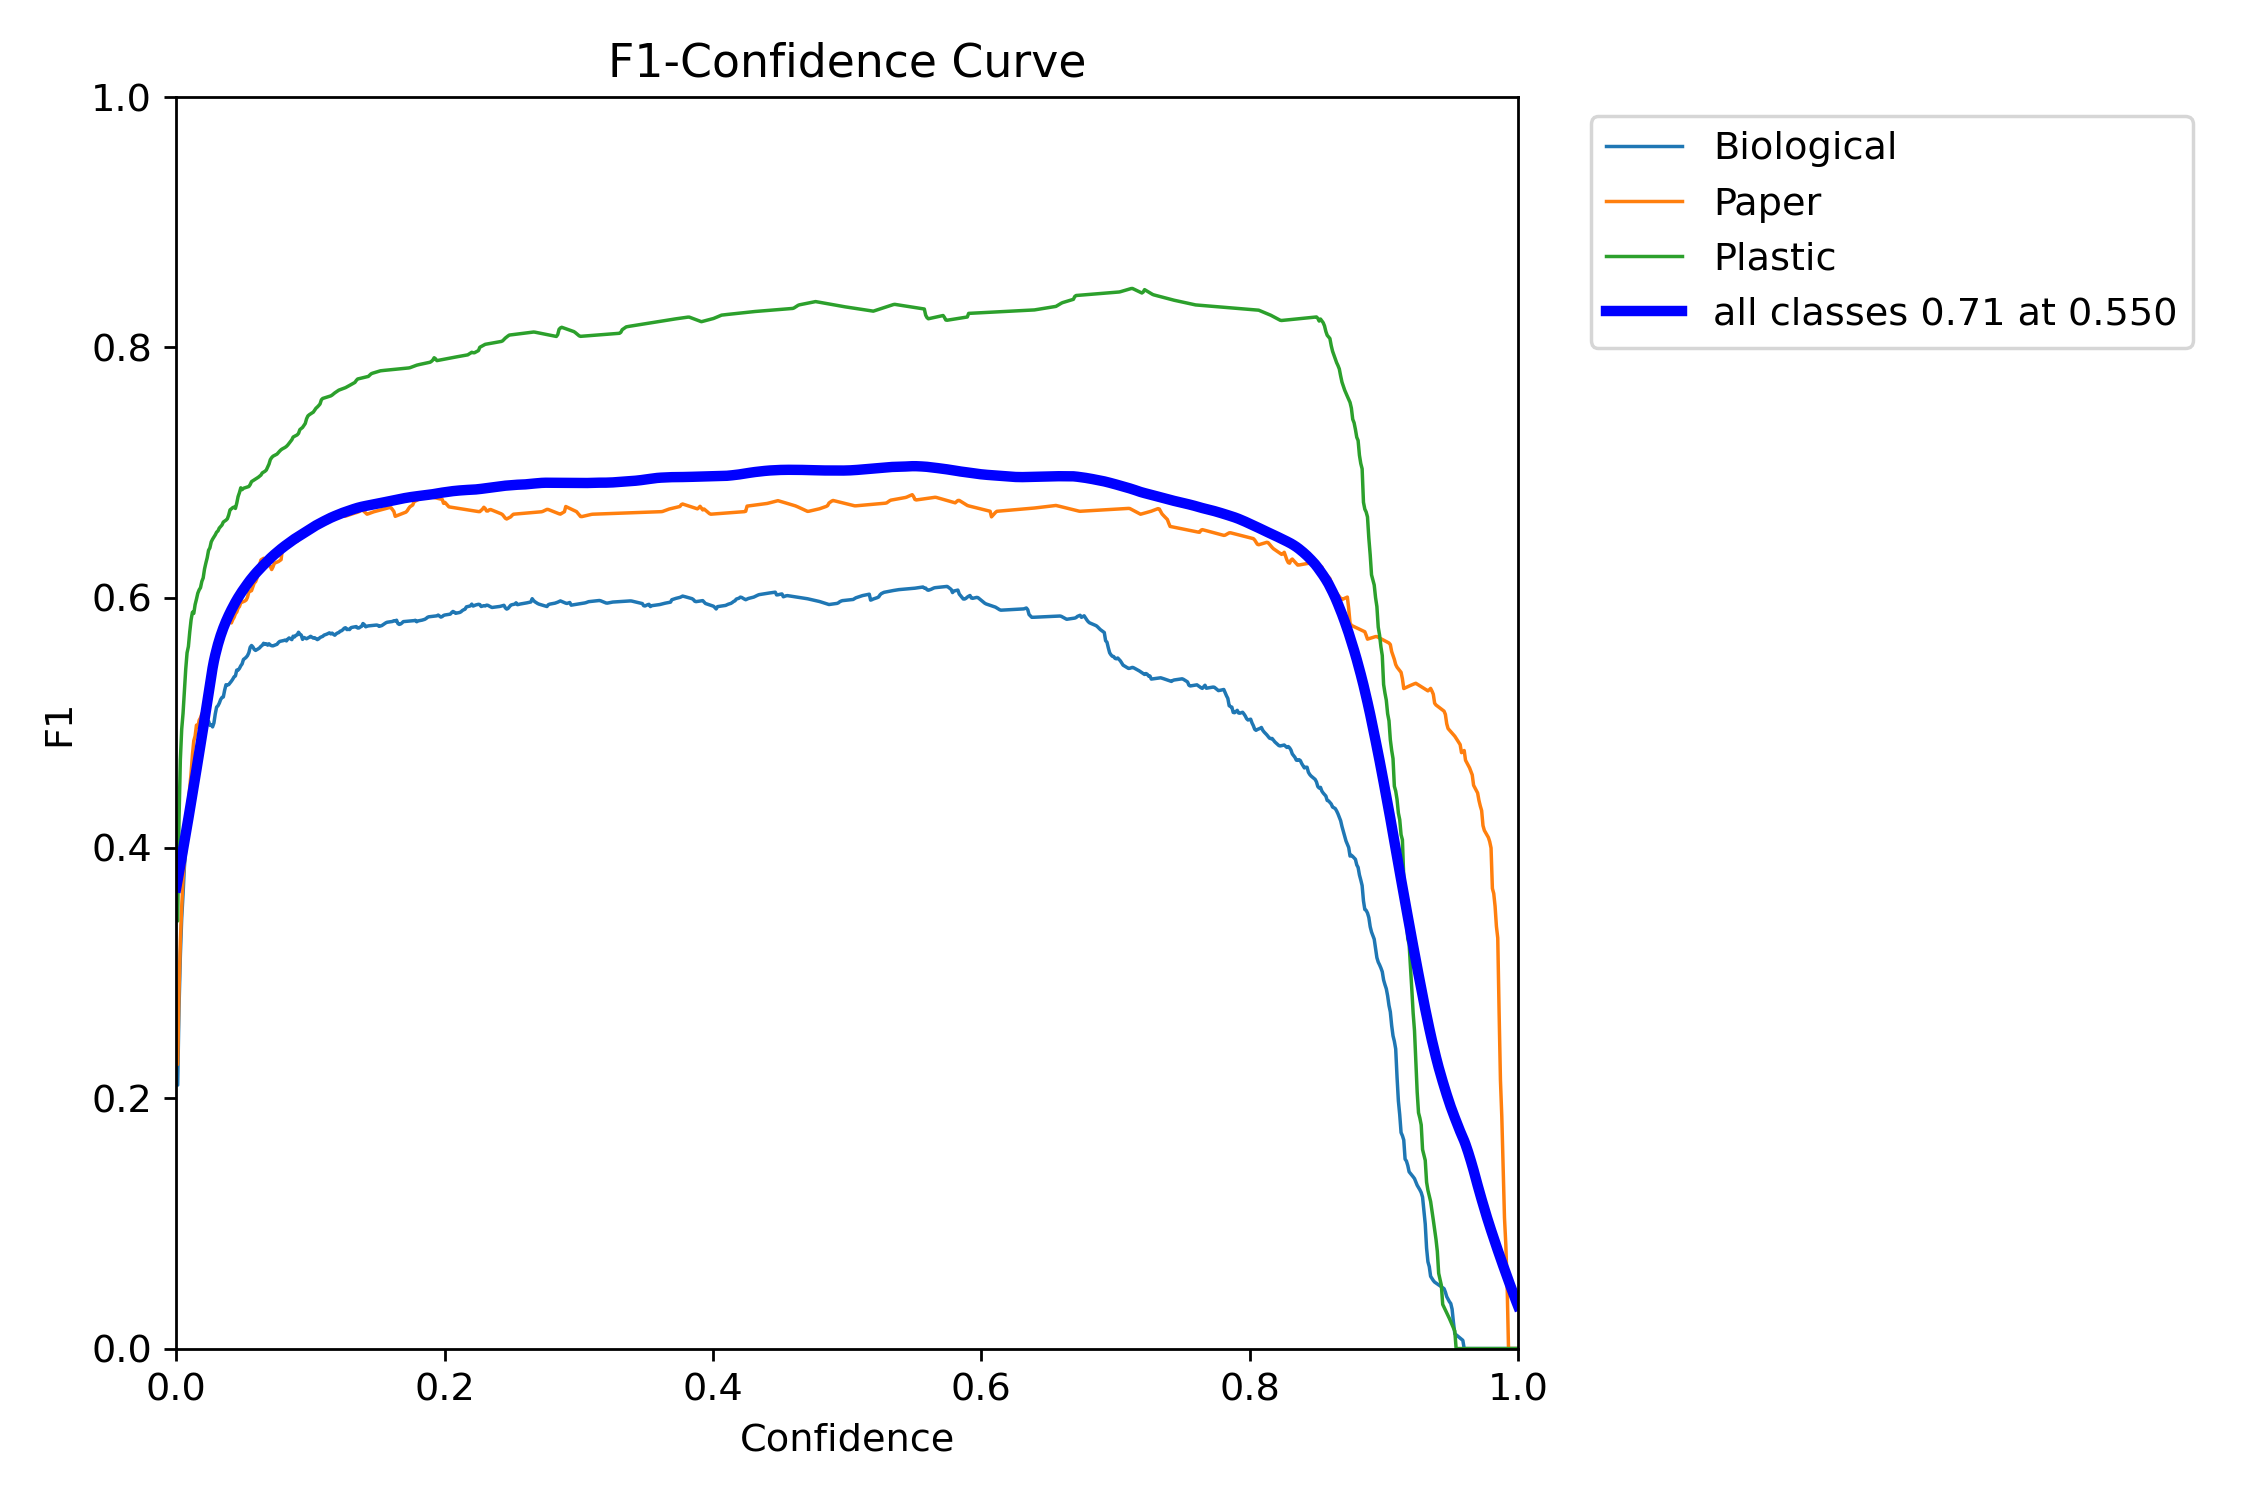 F1-Confidence Curve
1.0
0.8
0.6
0.4
0.2
0.0
F1
0.0 0.2 0.4 0.6 0.8 1.0
Confidence
Biological
Paper
Plastic
all classes 0.71 at 0.550